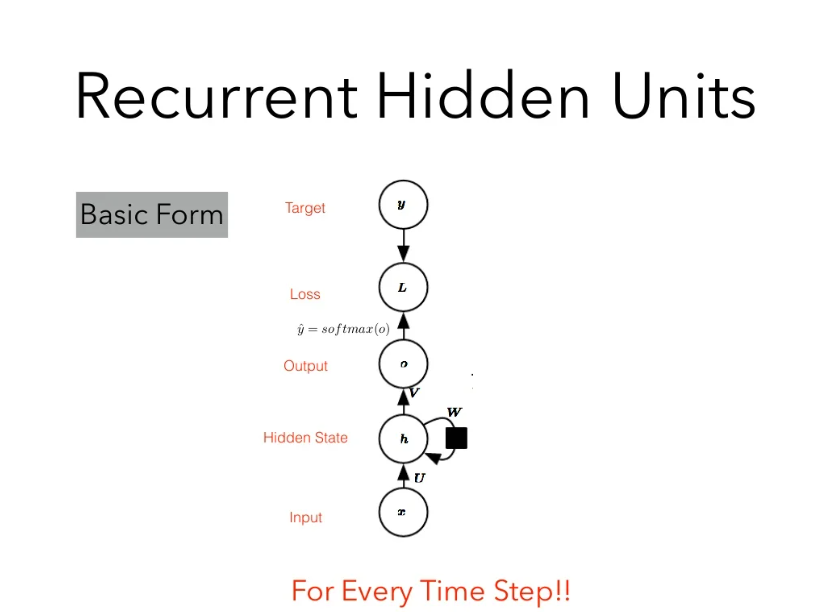 Recurrent Hidden Units
Basic Form
Target
y
Loss
L
ŷ = softmax(o)
Output
o
V
W
Hidden State
h
U
Input
x
For Every Time Step!!